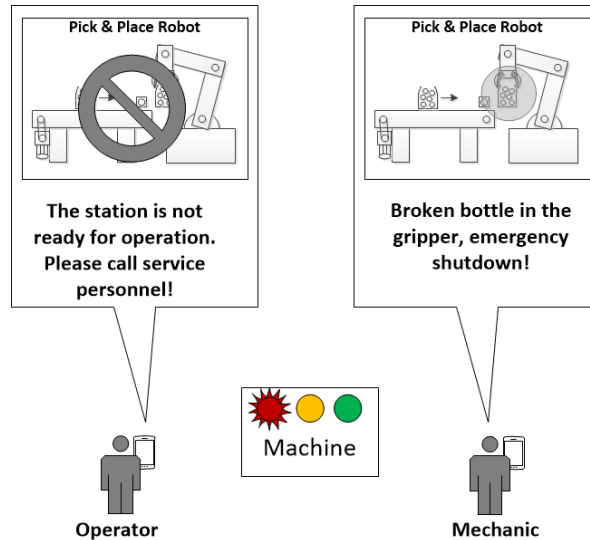 Pick & Place Robot
The station is not
ready for operation.
Please call service
personnel!
Pick & Place Robot
Broken bottle in the
gripper, emergency
shutdown!
Machine
Operator
Mechanic